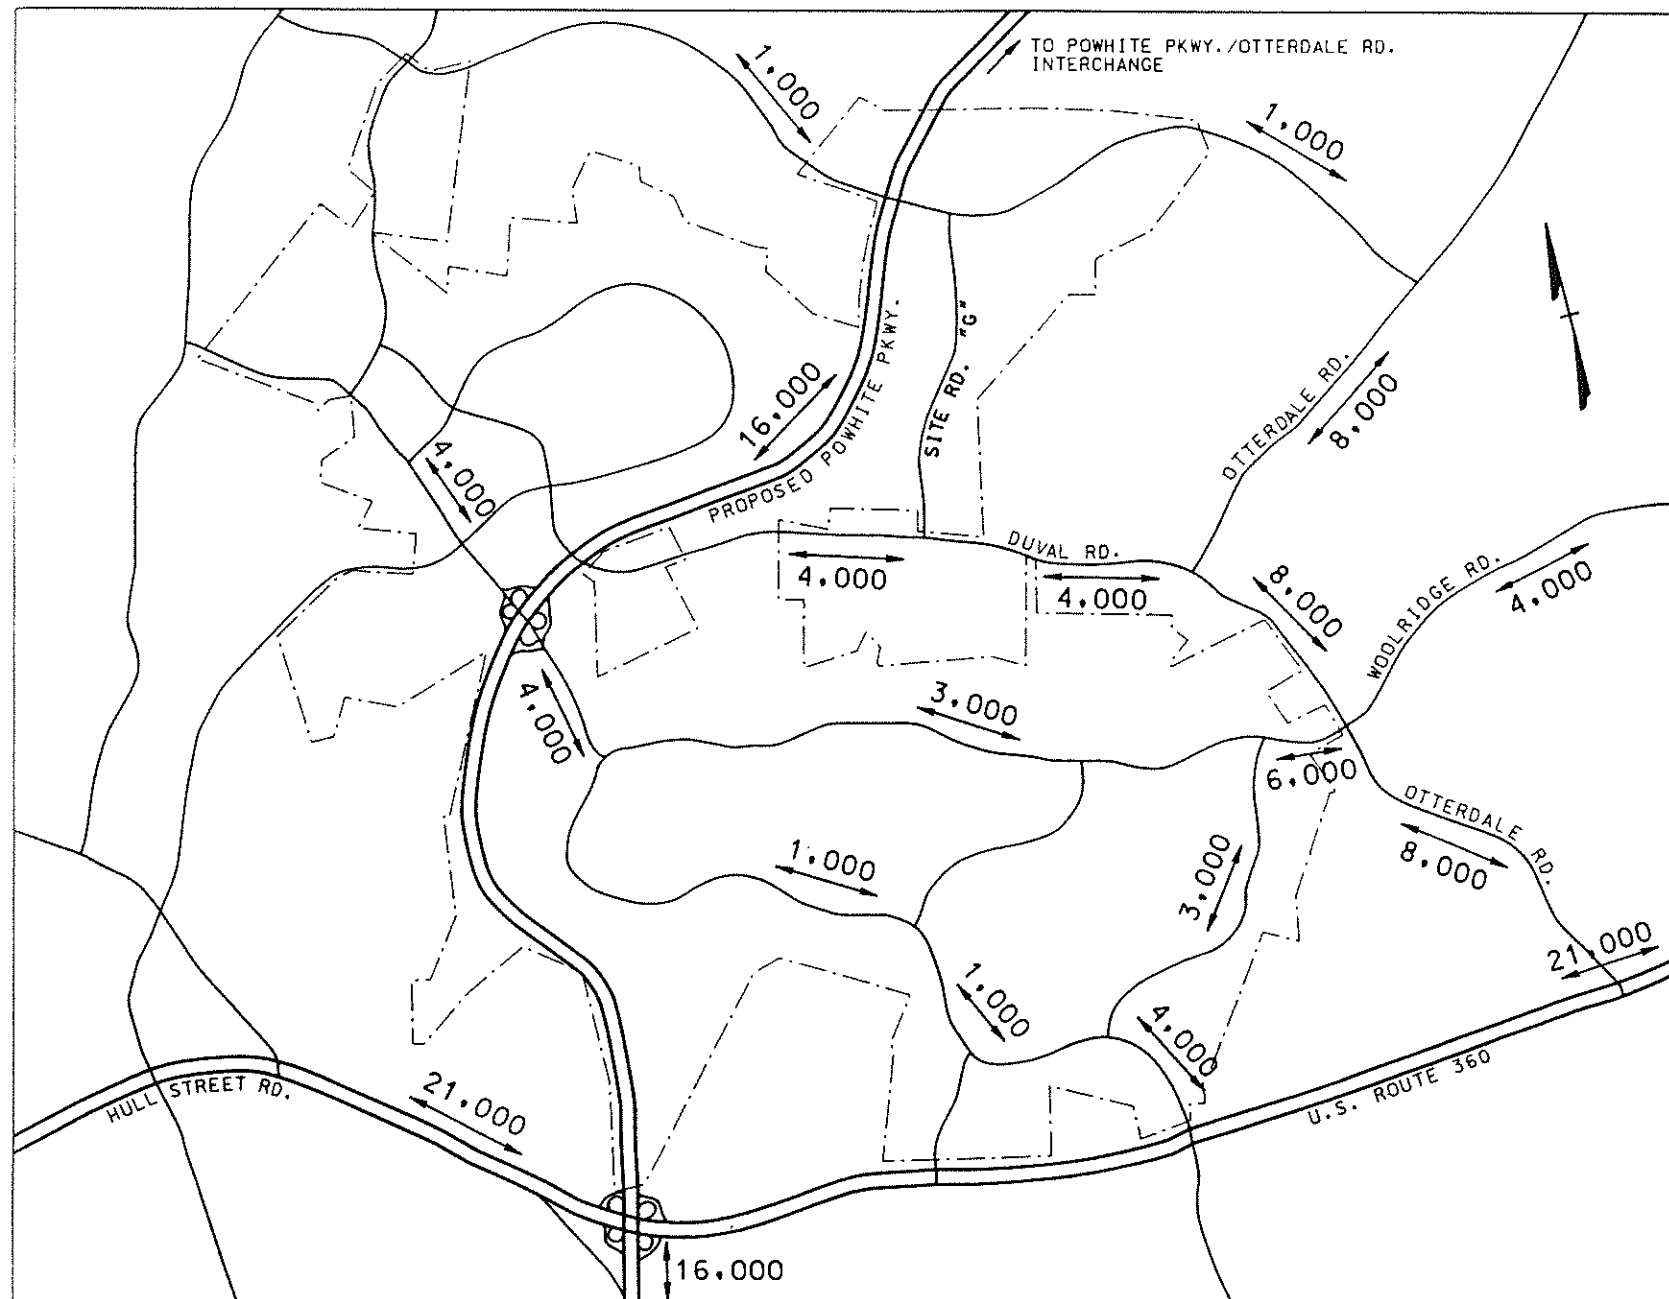 TO POWHITE PKWY./OTTERDALE RD.
INTERCHANGE
1,000
1,000
SITE RD. "G"
16,000
PROPOSED POWHITE PKWY.
OTTERDALE RD.
8,000
4,000
DUVAL RD.
4,000
4,000
8,000
WOOLRIDGE RD.
4,000
4,000
3,000
6,000
OTTERDALE RD.
8,000
1,000
3,000
21,000
1,000
4,000
U.S. ROUTE 360
HULL STREET RD.
21,000
16,000